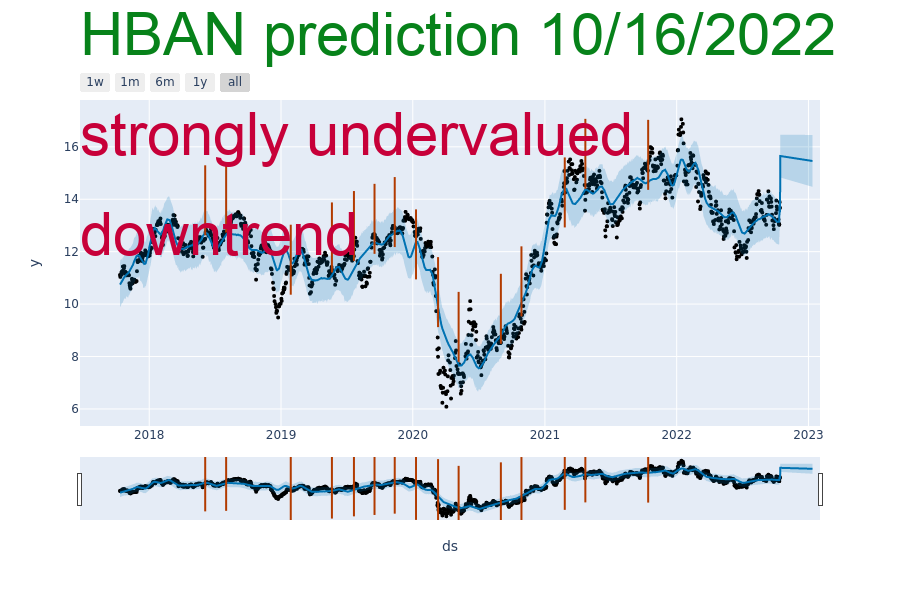 HBAN prediction 10/16/2022
1w 1m 6m 1y all
strongly undervalued
16
14
downtrend
12
y
10
8
6
2018 2019 2020 2021 2022 2023
ds